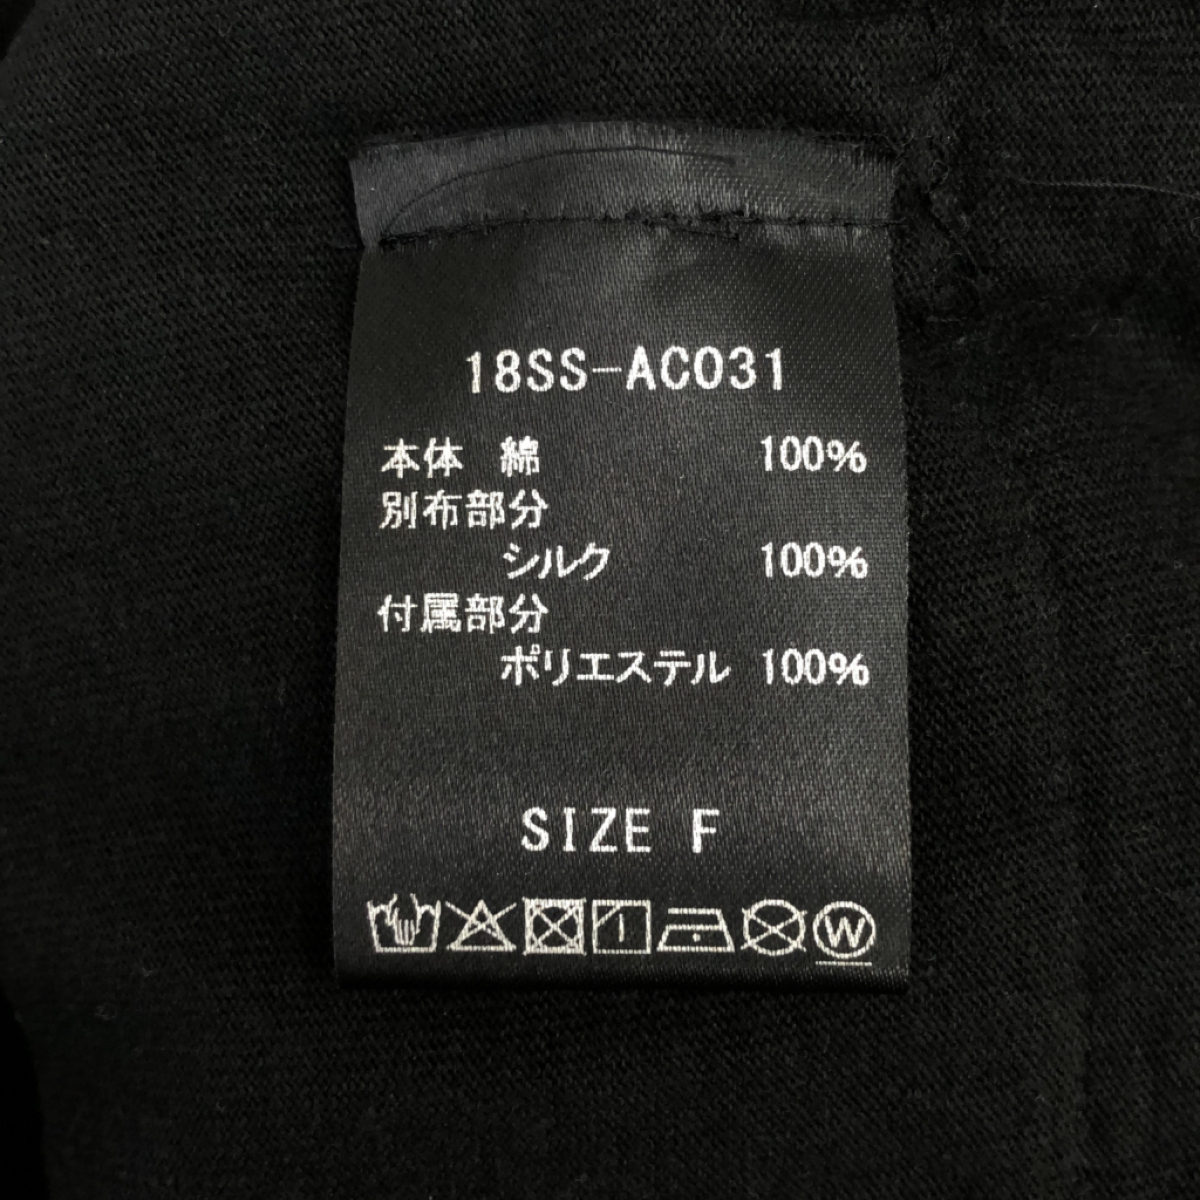 18SS-AC031
本体 綿 100%
別布部分
シルク 100%
付属部分
ポリエステル 100%
SIZE F
W